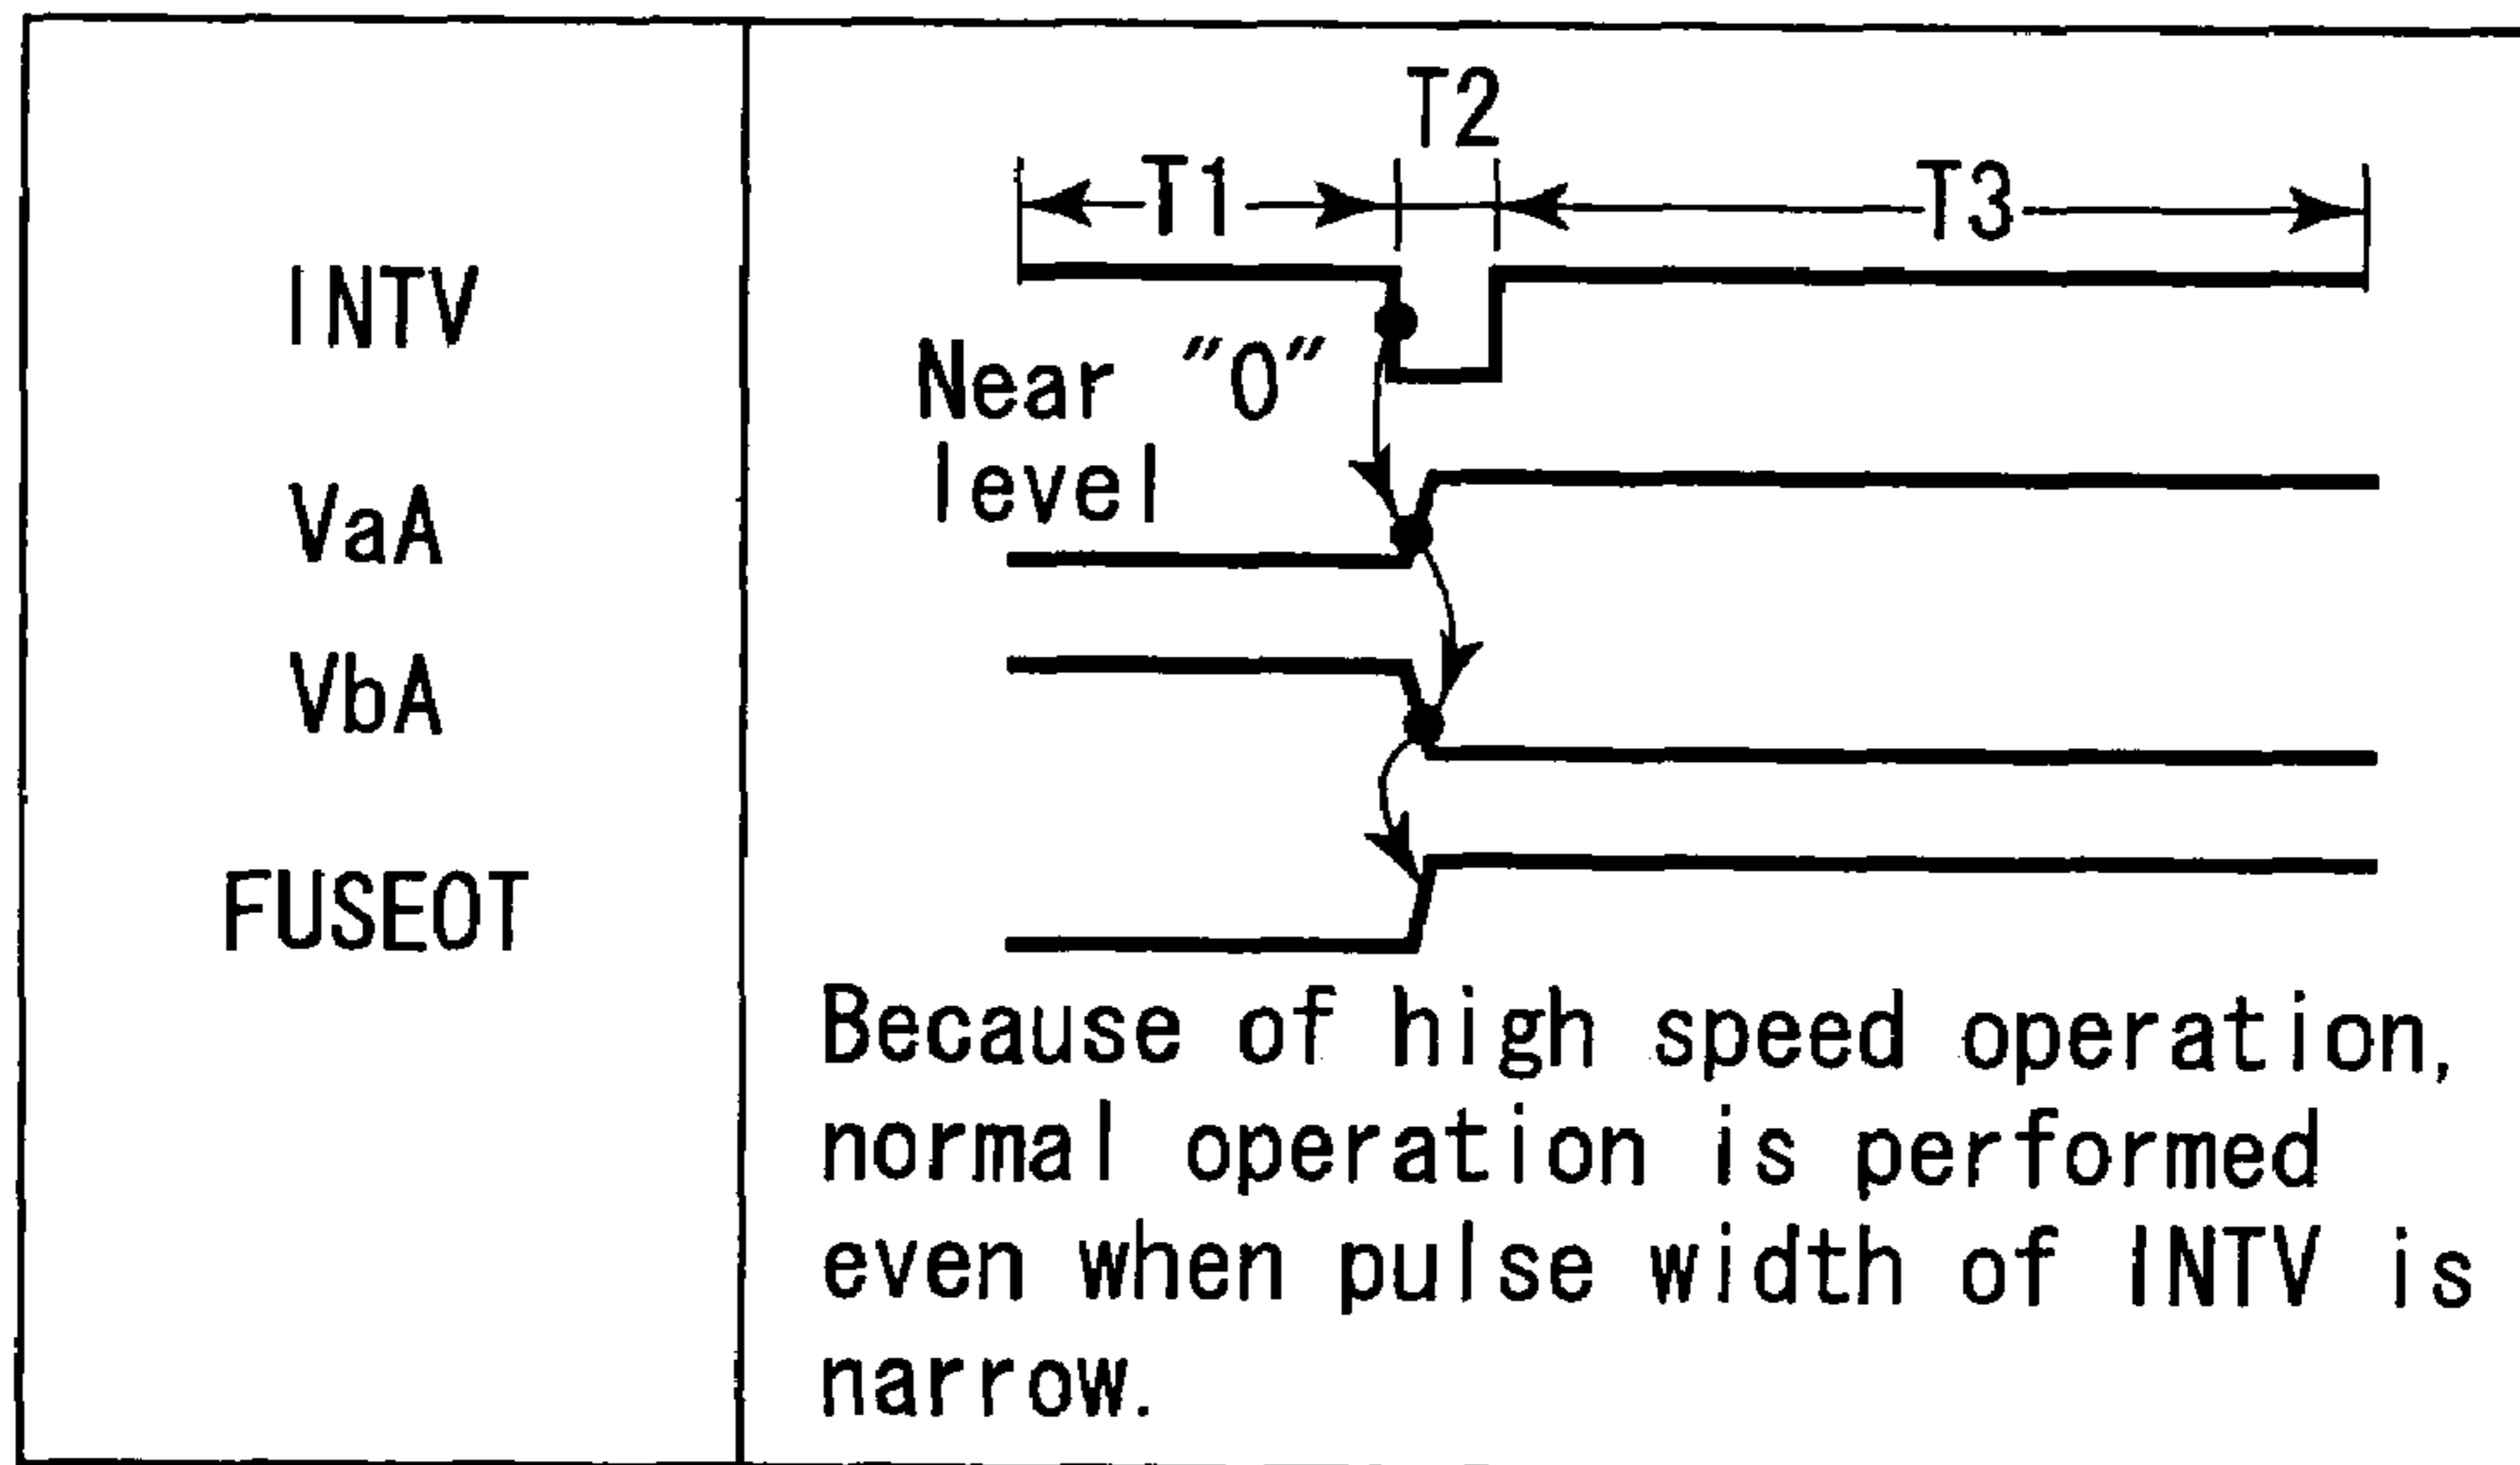 T2
T1
T3
INTV
Near "0"
level
VaA
VbA
FUSEOT
Because of high speed operation,
normal operation is performed
even when pulse width of INTV is
narrow.